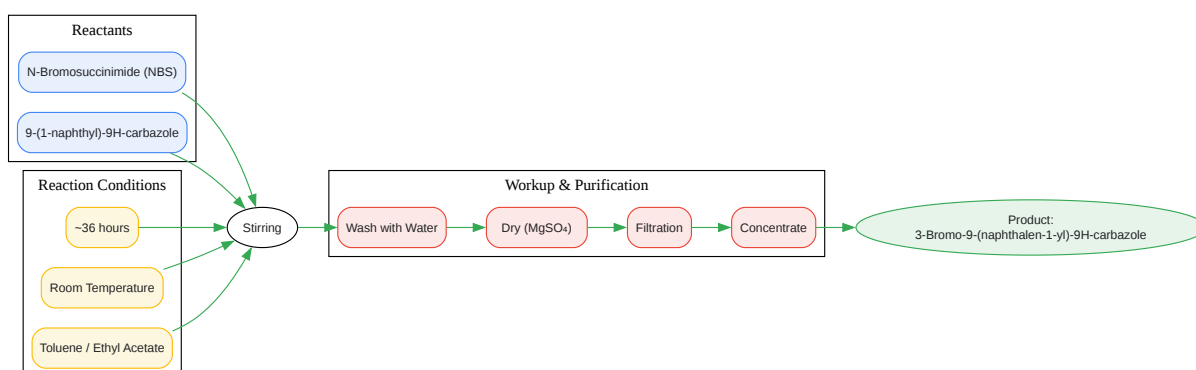 Reactants
N-Bromosuccinimide (NBS)
9-(1-naphthyl)-9H-carbazole
Reaction Conditions
~36 hours
Room Temperature
Toluene / Ethyl Acetate
Stirring
Workup & Purification
Wash with Water
Dry (MgSO₄)
Filtration
Concentrate
Product:
3-Bromo-9-(naphthalen-1-yl)-9H-carbazole